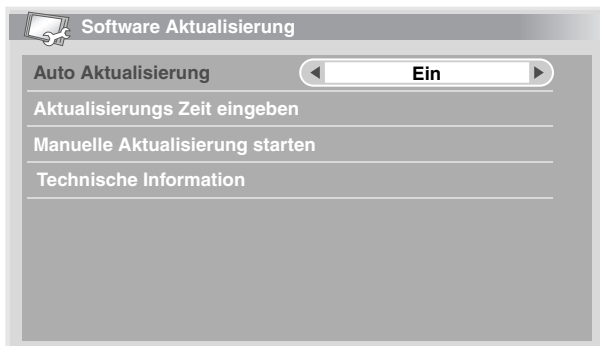 Software Aktualisierung
Auto Aktualisierung Ein
Aktualisierungs Zeit eingeben
Manuelle Aktualisierung starten
Technische Information